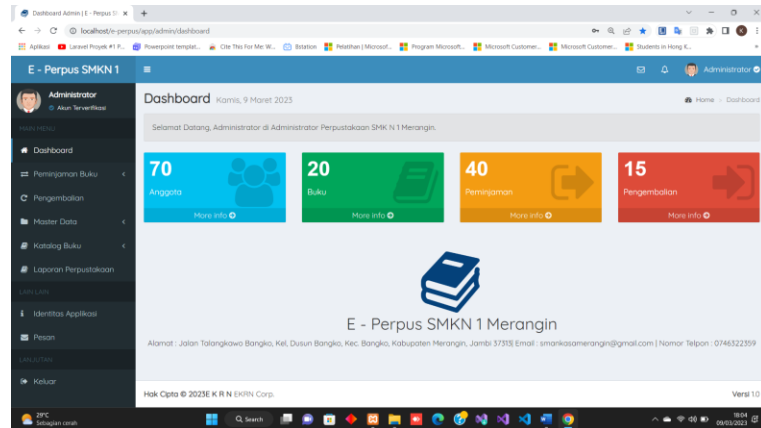 Dashboard Admin | E - Perpus S
localhost/e-perpus/app/admin/dashboard
Aplikasi
Laravel Proyek #1 P...
Powerpoint templat...
Cite This For Me: W...
Bstation
Pelatihan | Microsof...
Program Microsoft...
Microsoft Customer...
Microsoft Customer...
Students in Hong K...
E - Perpus SMKN 1
Administrator
Administrator
Akun Terverifikasi
Dashboard Kamis, 9 Maret 2023
Home > Dashboard
MAIN MENU
Selamat Datang, Administrator di Administrator Perpustakaan SMK N 1 Merangin.
Dashboard
Peminjaman Buku
Pengembalian
Master Data
Katalog Buku
Laporan Perpustakaan
LAIN LAIN
Identitas Applikasi
Pesan
LANJUTAN
Keluar
70
Anggota
More info
20
Buku
More info
40
Peminjaman
More info
15
Pengembalian
More info
E - Perpus SMKN 1 Merangin
Alamat : Jalan Talangkawo Bangko, Kel, Dusun Bangko, Kec. Bangko, Kabupaten Merangin, Jambi 37313| Email : smankasamerangin@gmail.com | Nomor Telpon : 0746322359
Hak Cipta © 2023E K R N EKRN Corp.
Versi 1.0
29°C
Sebagian cerah
Search
18:04
09/03/2023